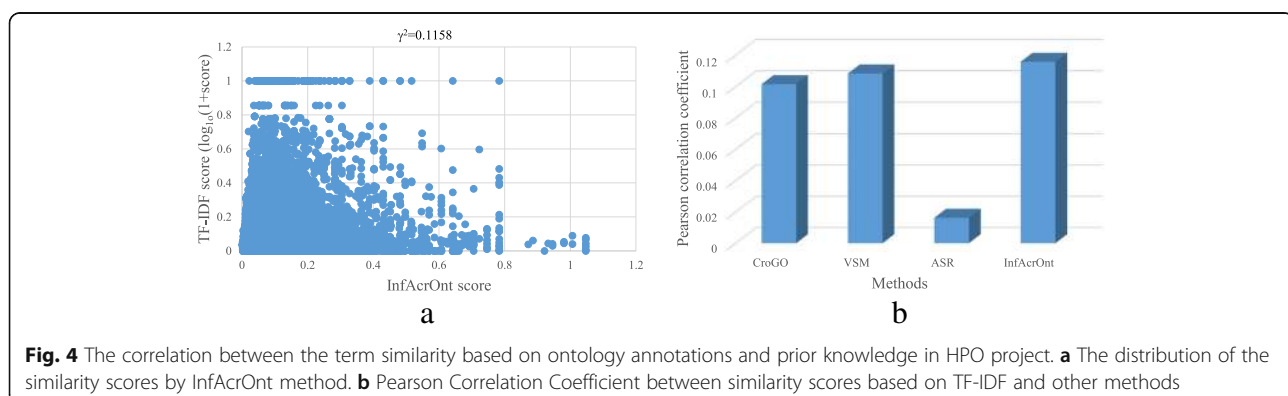 γ²=0.1158
TF-IDF score (log₁₀(1+score)
1.2
1
0.8
0.6
0.4
0.2
0
0
0.2
0.4
0.6
0.8
1
1.2
InfAcrOnt score
a
Pearson correlation coefficient
0.12
0.1
0.08
0.06
0.04
0.02
0
CroGO
VSM
ASR
InfAcrOnt
Methods
b
Fig. 4 The correlation between the term similarity based on ontology annotations and prior knowledge in HPO project. a The distribution of the
similarity scores by InfAcrOnt method. b Pearson Correlation Coefficient between similarity scores based on TF-IDF and other methods